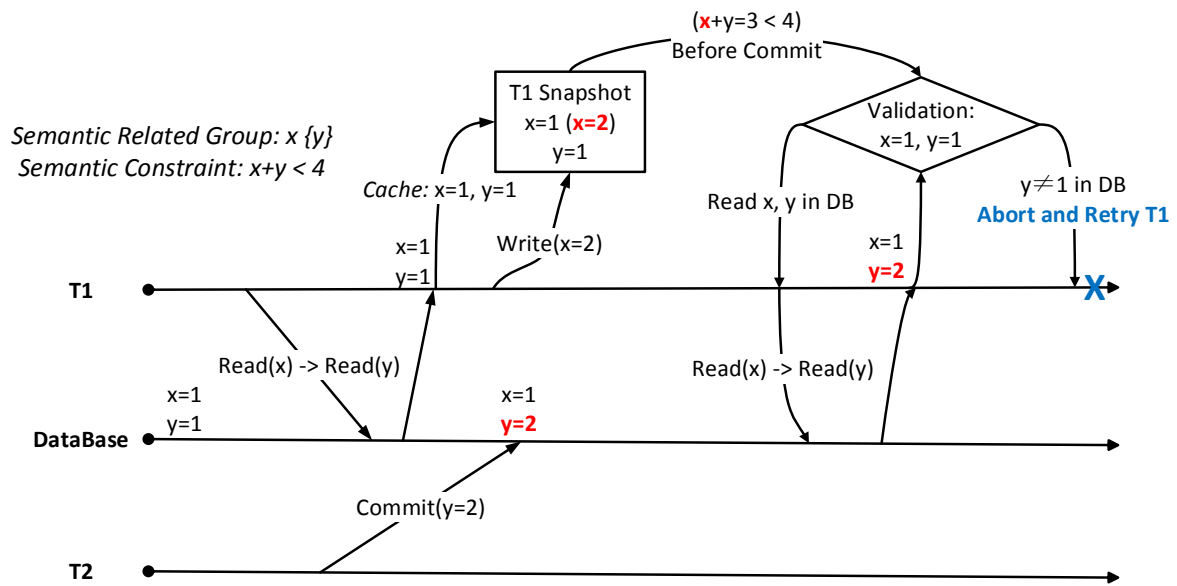 (x+y=3 < 4)
Before Commit
T1 Snapshot
x=1 (x=2)
y=1
Validation:
x=1, y=1
Semantic Related Group: x {y}
Semantic Constraint: x+y < 4
Cache: x=1, y=1
Read x, y in DB
y≠1 in DB
Abort and Retry T1
Write(x=2)
x=1
y=1
x=1
y=2
T1
X
Read(x) -> Read(y)
Read(x) -> Read(y)
x=1
y=1
x=1
y=2
DataBase
Commit(y=2)
T2